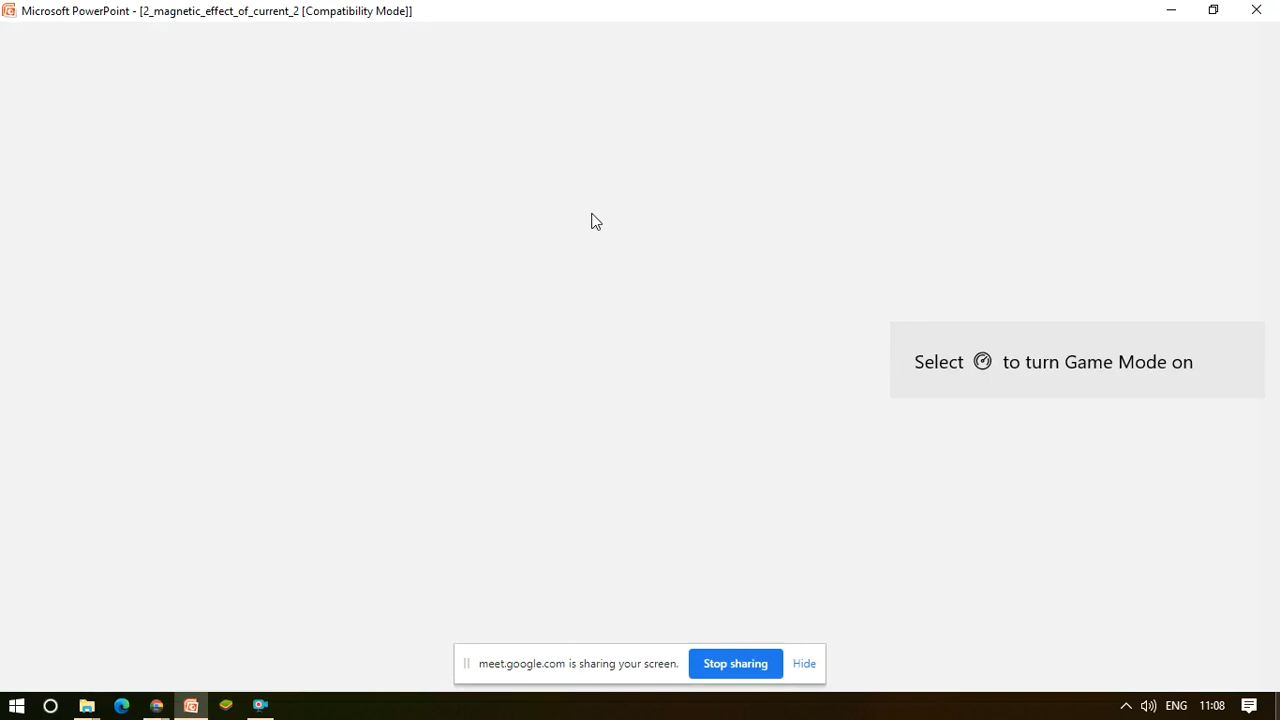 Microsoft PowerPoint - [2_magnetic_effect_of_current_2 [Compatibility Mode]]
Select to turn Game Mode on
meet.google.com is sharing your screen. Stop sharing Hide
ENG 11:08